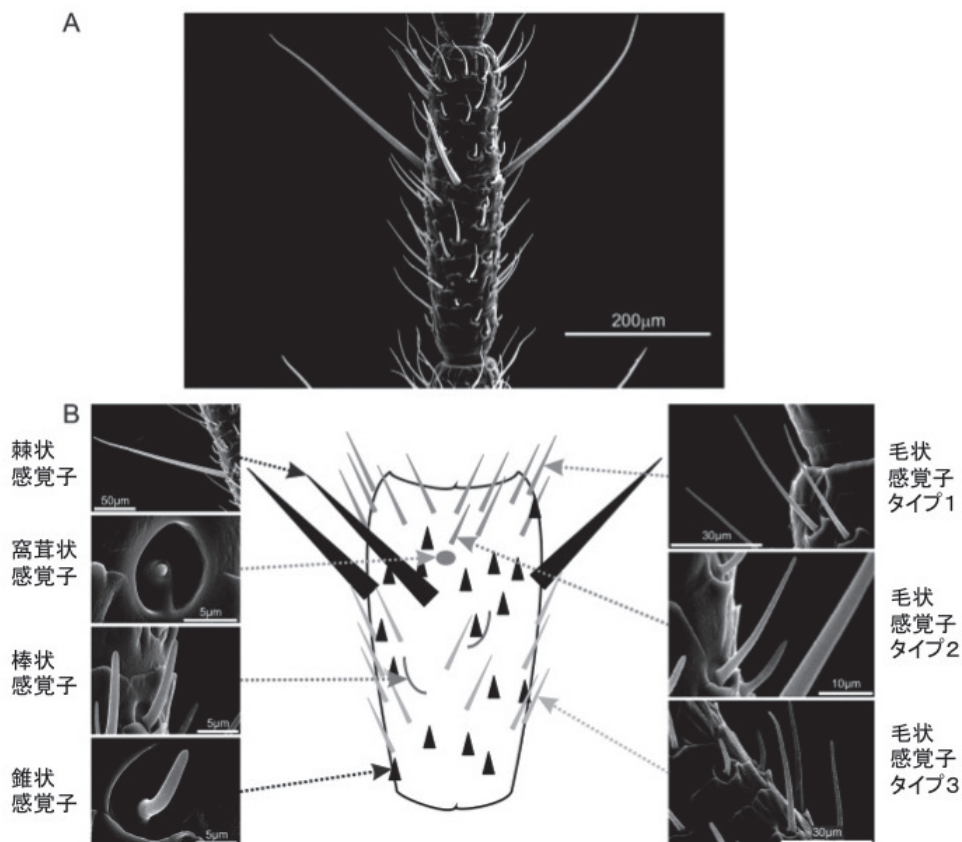 A
200μm
B
棘状
感覚子
50μm
窩茸状
感覚子
5μm
棒状
感覚子
5μm
錐状
感覚子
5μm
毛状
感覚子
タイプ1
30μm
毛状
感覚子
タイプ2
10μm
毛状
感覚子
タイプ3
30μm